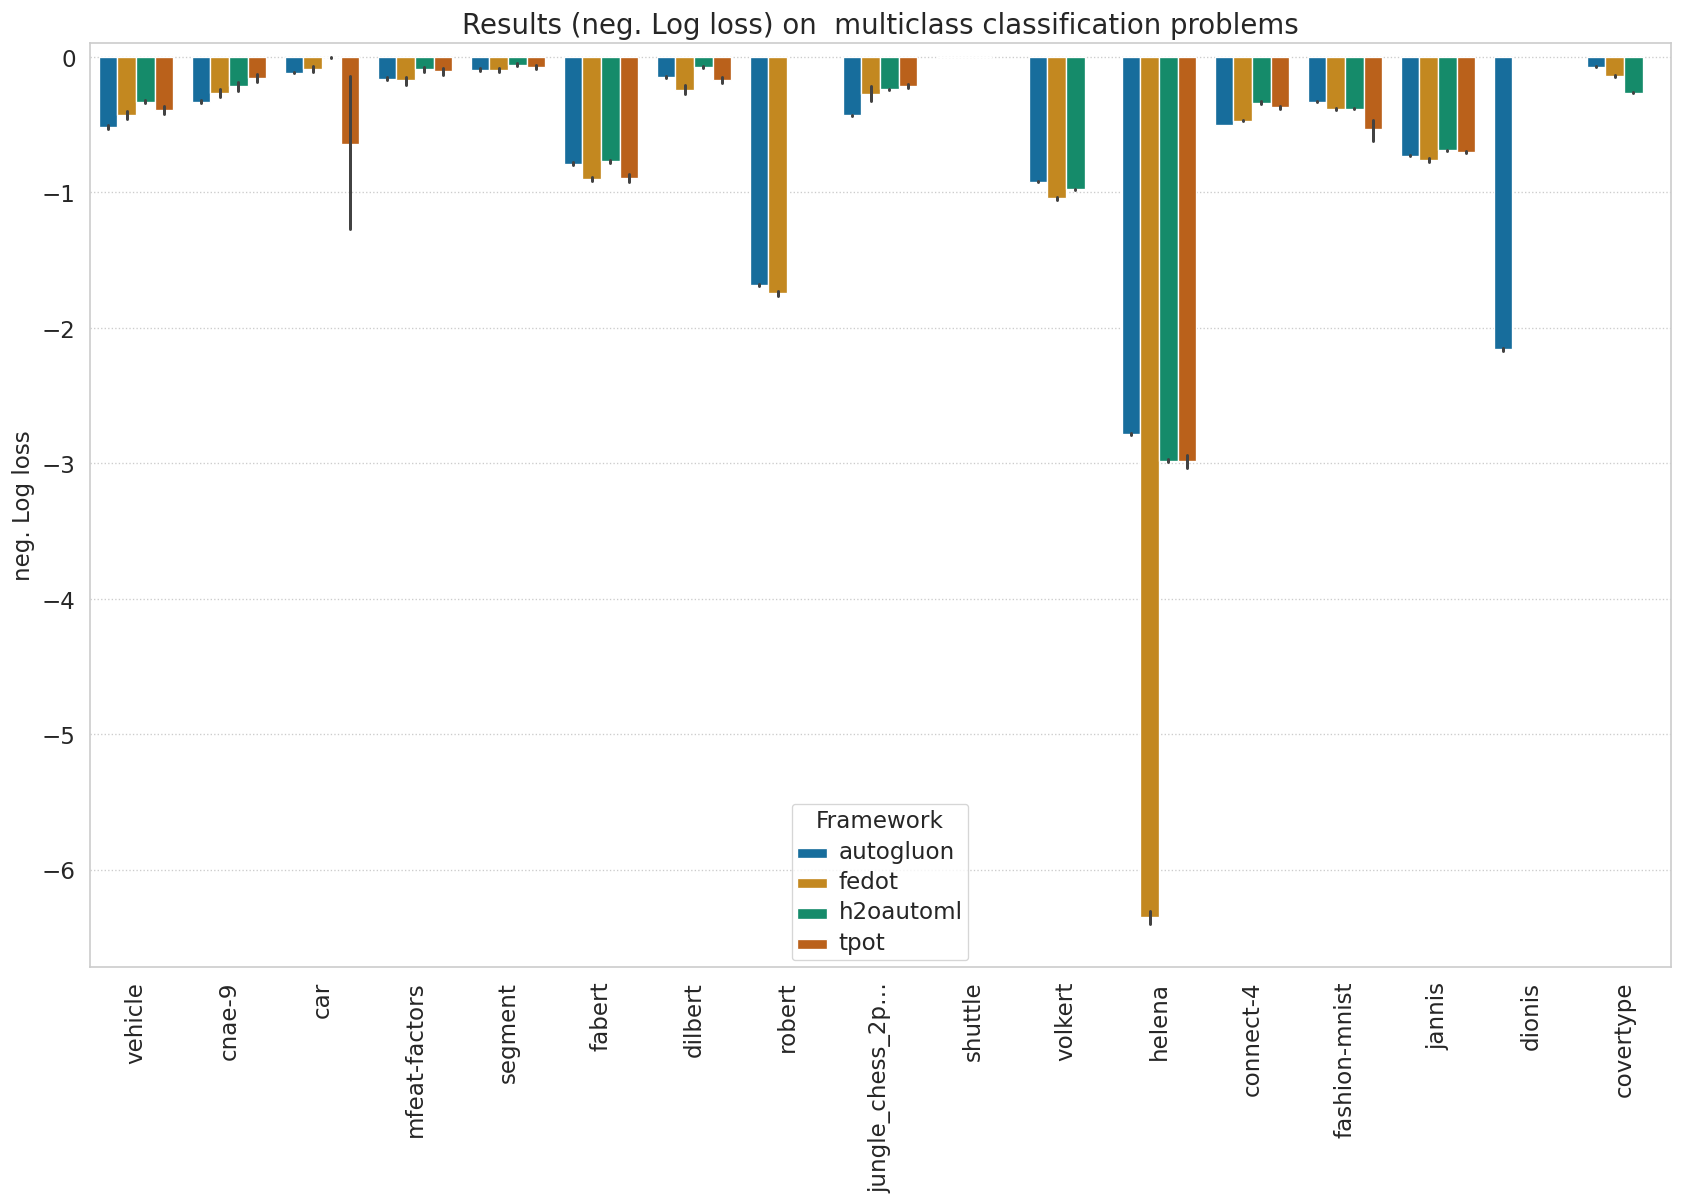 Results (neg. Log loss) on  multiclass classification problems
neg. Log loss
0
−1
−2
−3
−4
−5
−6
Framework
autogluon
fedot
h2oautoml
tpot
vehicle
cnae-9
car
mfeat-factors
segment
fabert
dilbert
robert
jungle_chess_2p...
shuttle
volkert
helena
connect-4
fashion-mnist
jannis
dionis
covertype